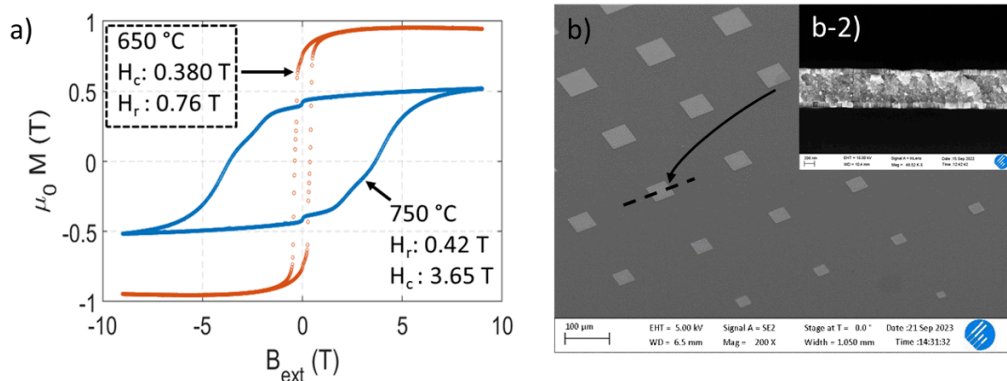 a)
650 °C
H_c: 0.380 T
H_r: 0.76 T
750 °C
H_r: 0.42 T
H_c: 3.65 T
1
0.5
0
-0.5
-1
μ₀ M (T)
-10
-5
0
5
10
B_ext (T)
b)
b-2)
100 μm
EHT = 5.00 kV
Signal A = SE2
Stage at T = 0.0 °
Date :21 Sep 2023
WD = 6.5 mm
Mag = 200 X
Width = 1.050 mm
Time :14:31:32